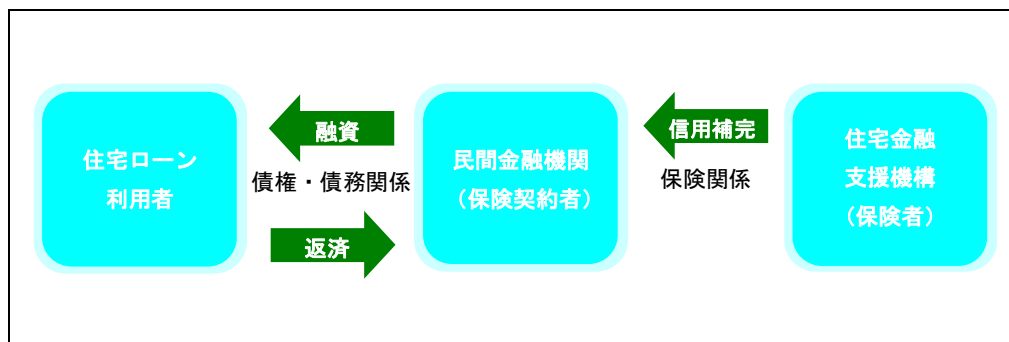 住宅ローン
利用者
融資
債権・債務関係
返済
民間金融機関
（保険契約者）
信用補完
保険関係
住宅金融
支援機構
（保険者）